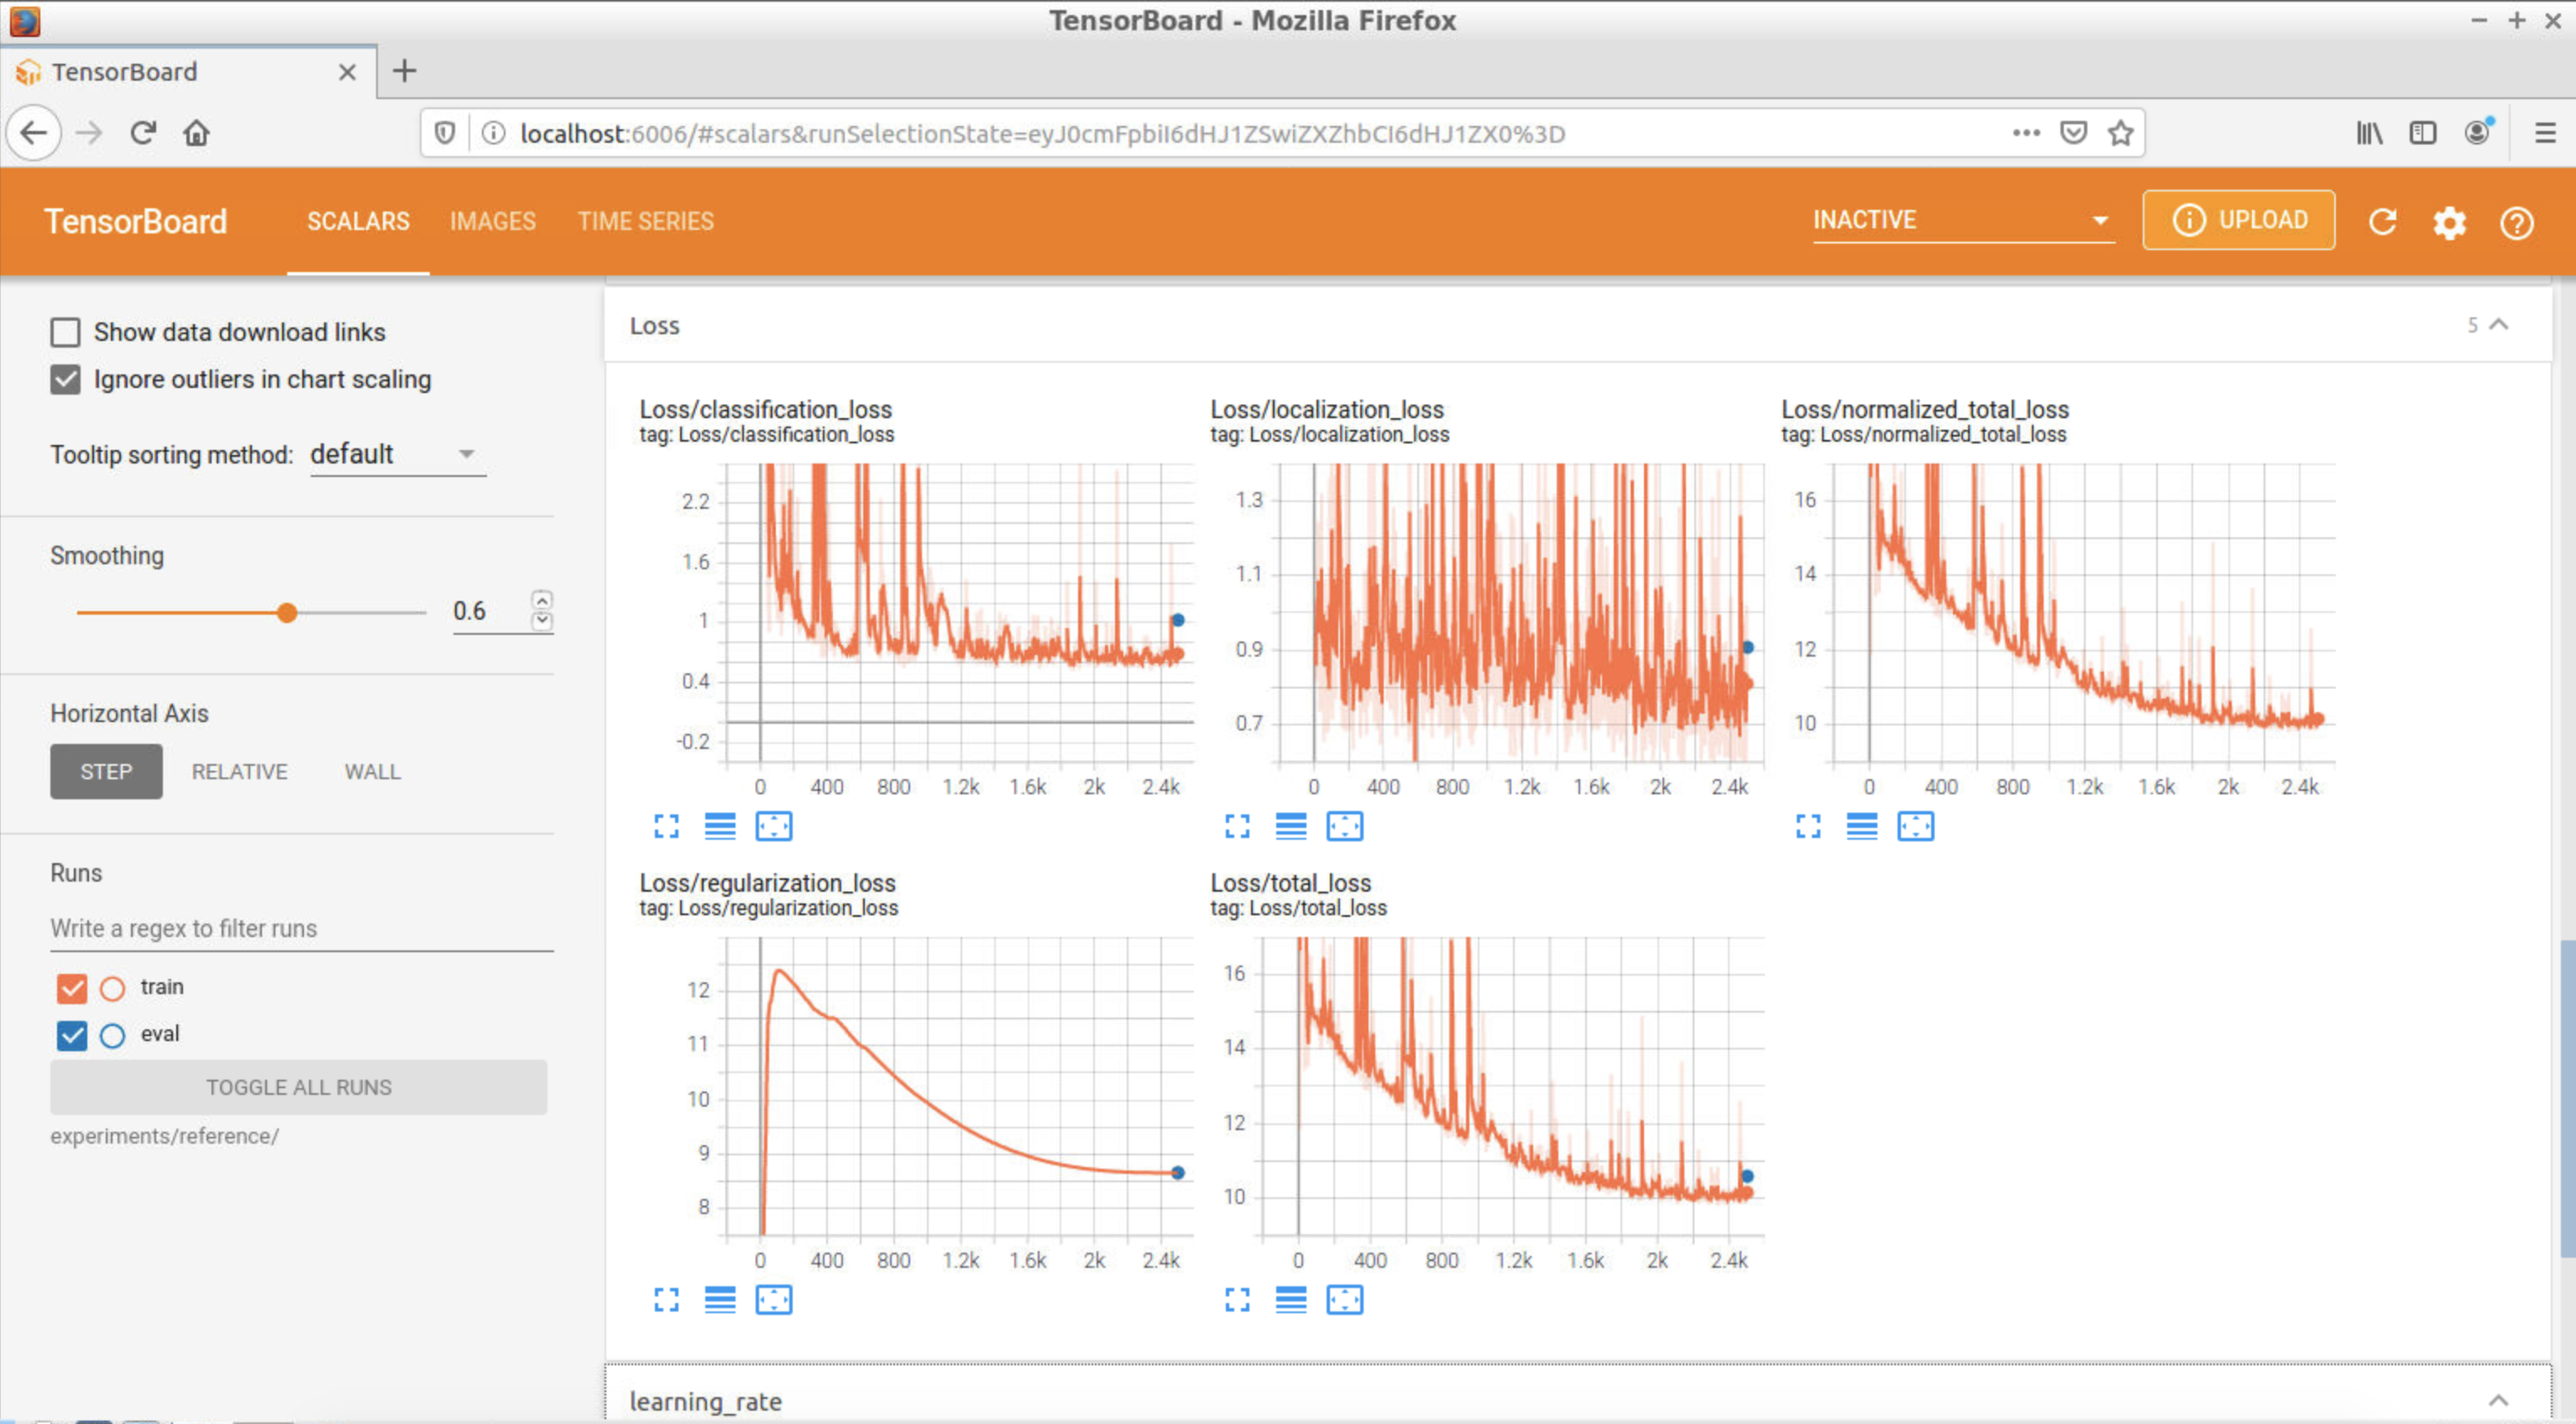 TensorBoard - Mozilla Firefox
TensorBoard
localhost:6006/#scalars&runSelectionState=eyJ0cmFpbiI6dHJ1ZSwiZXZhbCI6dHJ1ZX0%3D
TensorBoard SCALARS IMAGES TIME SERIES INACTIVE UPLOAD
Show data download links
Ignore outliers in chart scaling
Tooltip sorting method: default
Smoothing
0.6
Horizontal Axis
STEP RELATIVE WALL
Runs
Write a regex to filter runs
train
eval
TOGGLE ALL RUNS
experiments/reference/
Loss 5
Loss/classification_loss
tag: Loss/classification_loss
2.2
1.6
1
0.4
-0.2
0 400 800 1.2k 1.6k 2k 2.4k
Loss/localization_loss
tag: Loss/localization_loss
1.3
1.1
0.9
0.7
0 400 800 1.2k 1.6k 2k 2.4k
Loss/normalized_total_loss
tag: Loss/normalized_total_loss
16
14
12
10
0 400 800 1.2k 1.6k 2k 2.4k
Loss/regularization_loss
tag: Loss/regularization_loss
12
11
10
9
8
0 400 800 1.2k 1.6k 2k 2.4k
Loss/total_loss
tag: Loss/total_loss
16
14
12
10
0 400 800 1.2k 1.6k 2k 2.4k
learning_rate